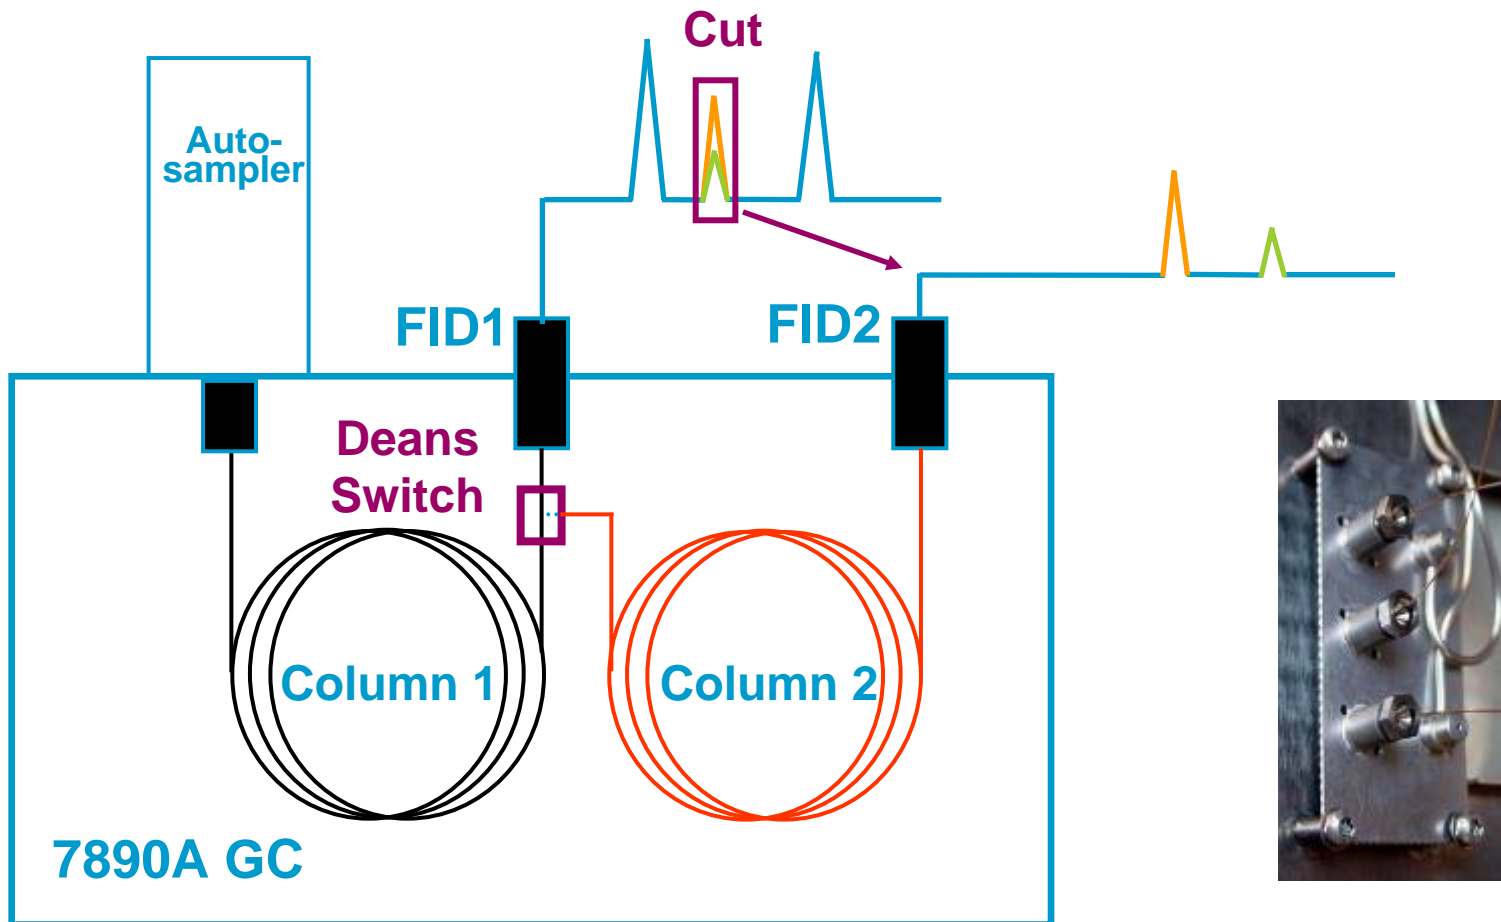 Cut
Auto-
sampler
FID1
FID2
Deans
Switch
Column 1
Column 2
7890A GC